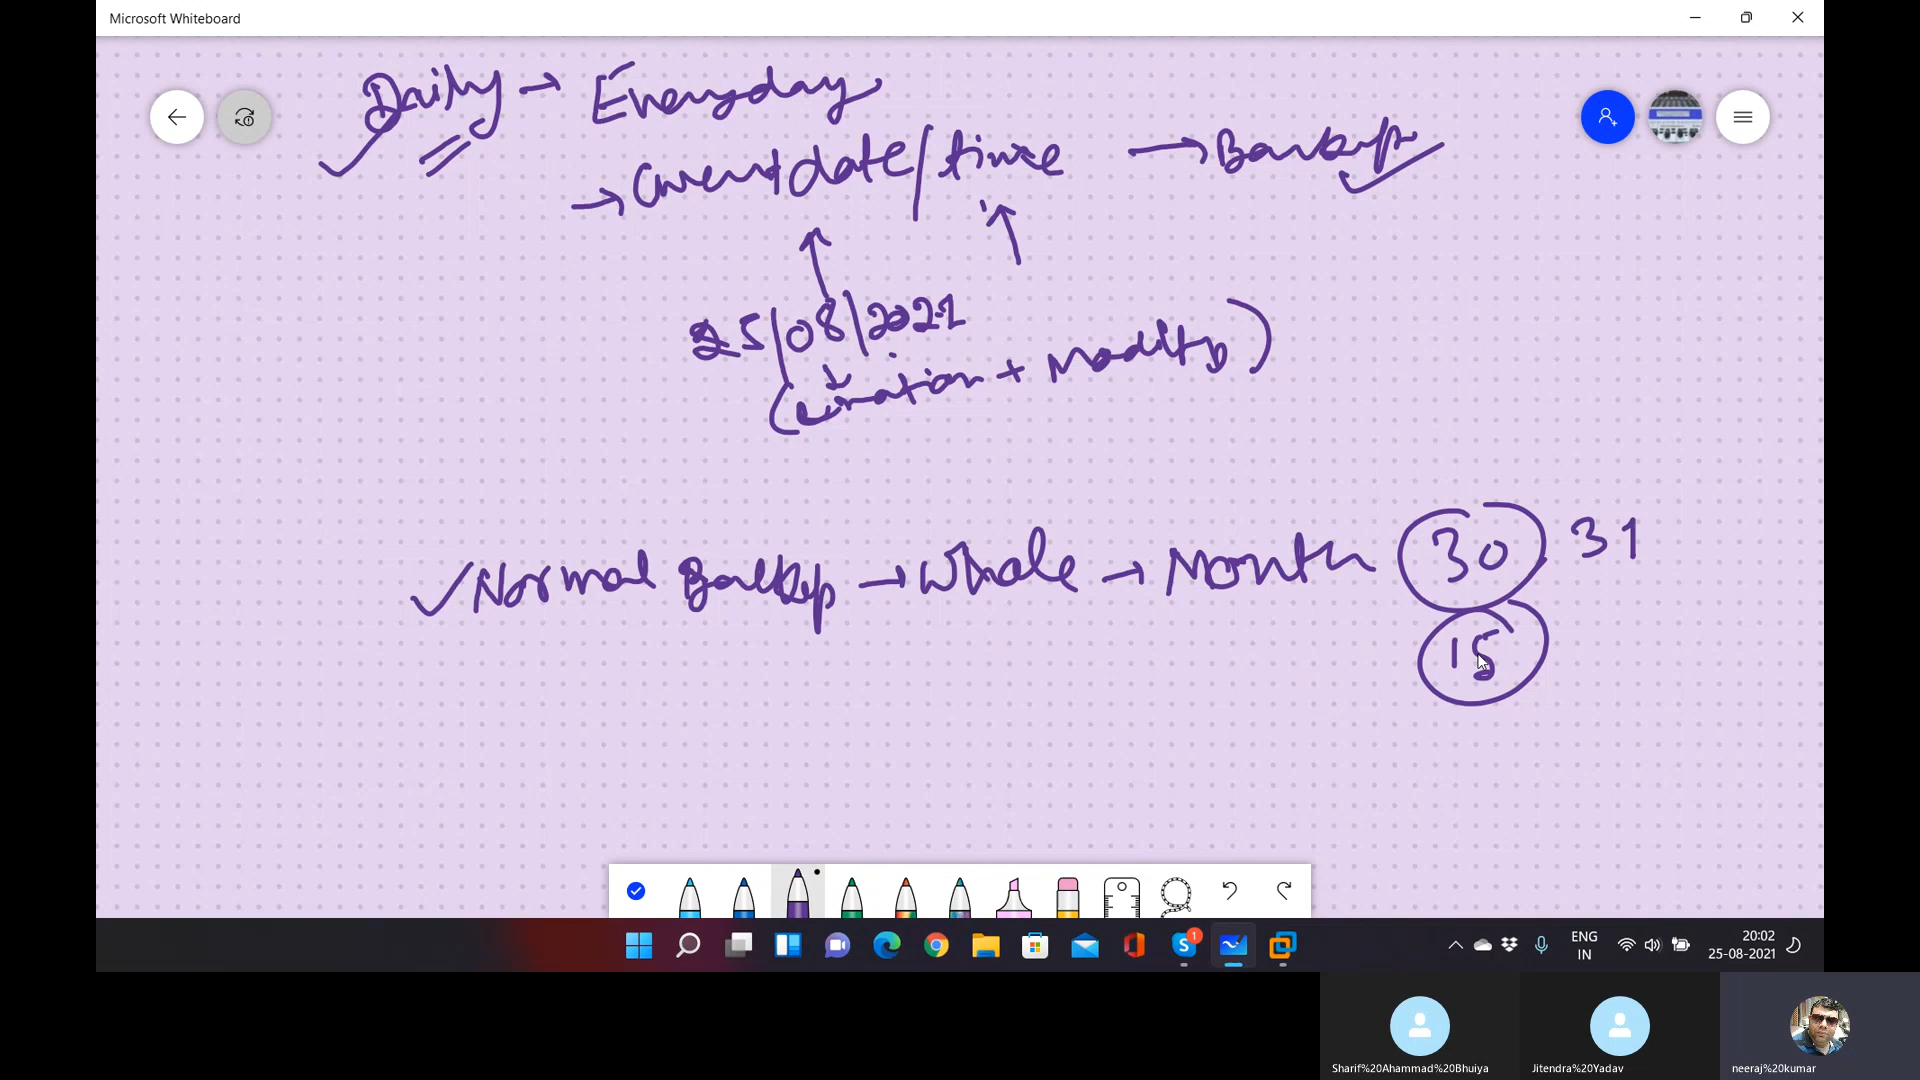 Microsoft Whiteboard
Daily → Everyday
→ Current date/time → Backup
25/08/2021
(Creation + Modify)
Normal Backup → Whole → Month 30 31
15
1
ENG
IN
20:02
25-08-2021
Sharif%20Ahammad%20Bhuiya
Jitendra%20Yadav
neeraj%20kumar